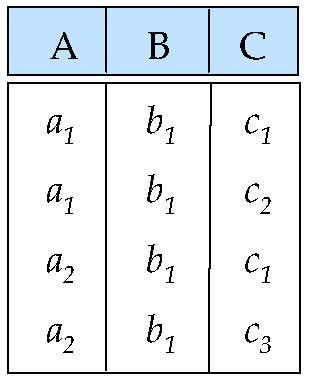 A B C
a₁ b₁ c₁
a₁ b₁ c₂
a₂ b₁ c₁
a₂ b₁ c₃